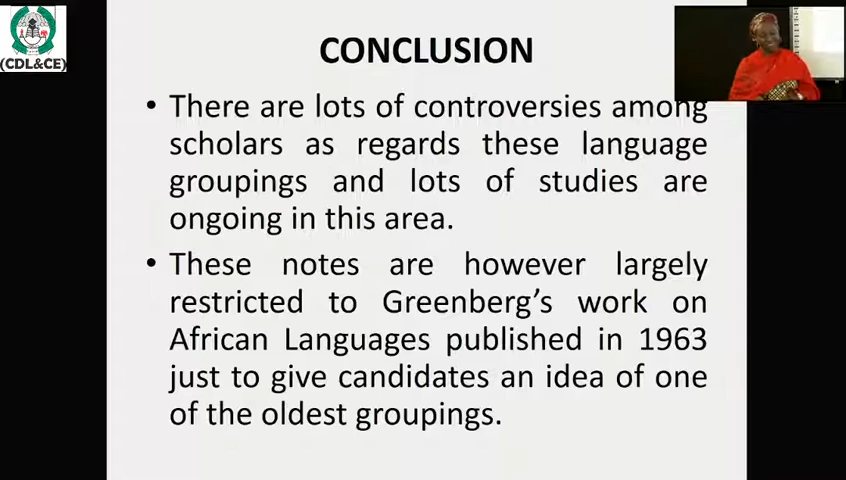 (CDL&CE)
CONCLUSION
• There are lots of controversies among
scholars as regards these language
groupings and lots of studies are
ongoing in this area.
• These notes are however largely
restricted to Greenberg’s work on
African Languages published in 1963
just to give candidates an idea of one
of the oldest groupings.